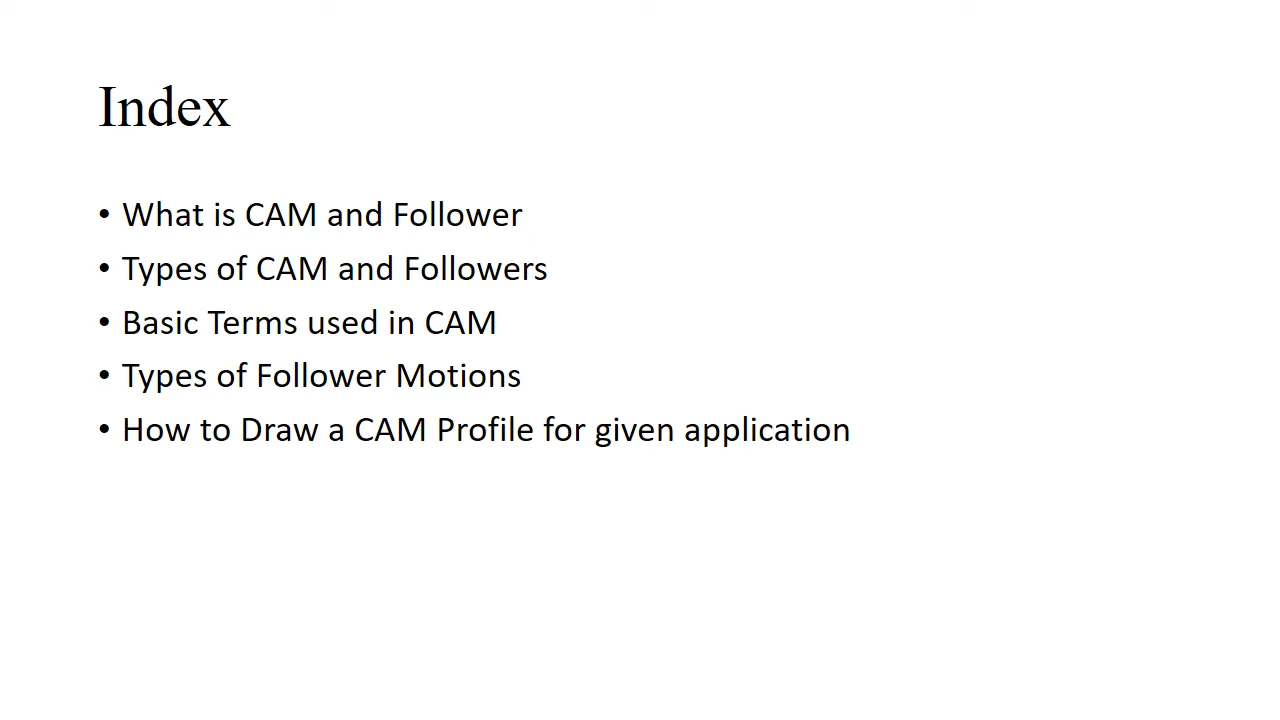 Index
• What is CAM and Follower
• Types of CAM and Followers
• Basic Terms used in CAM
• Types of Follower Motions
• How to Draw a CAM Profile for given application